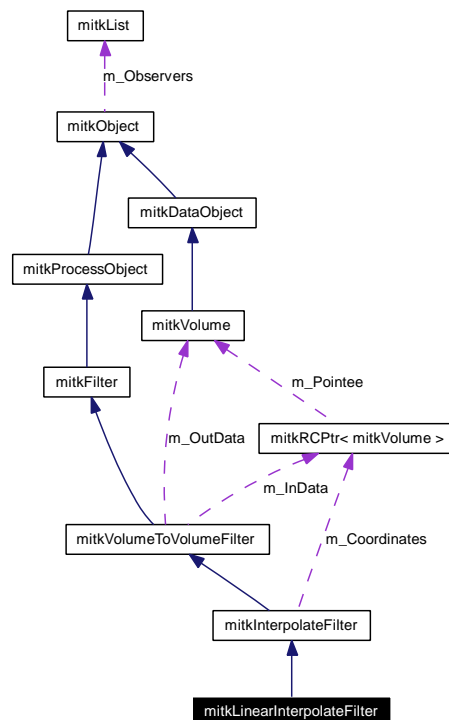 mitkList
m_Observers
mitkObject
mitkDataObject
mitkProcessObject
mitkVolume
mitkFilter
m_Pointee
m_OutData
mitkRCPtr< mitkVolume >
m_InData
mitkVolumeToVolumeFilter
m_Coordinates
mitkInterpolateFilter
mitkLinearInterpolateFilter